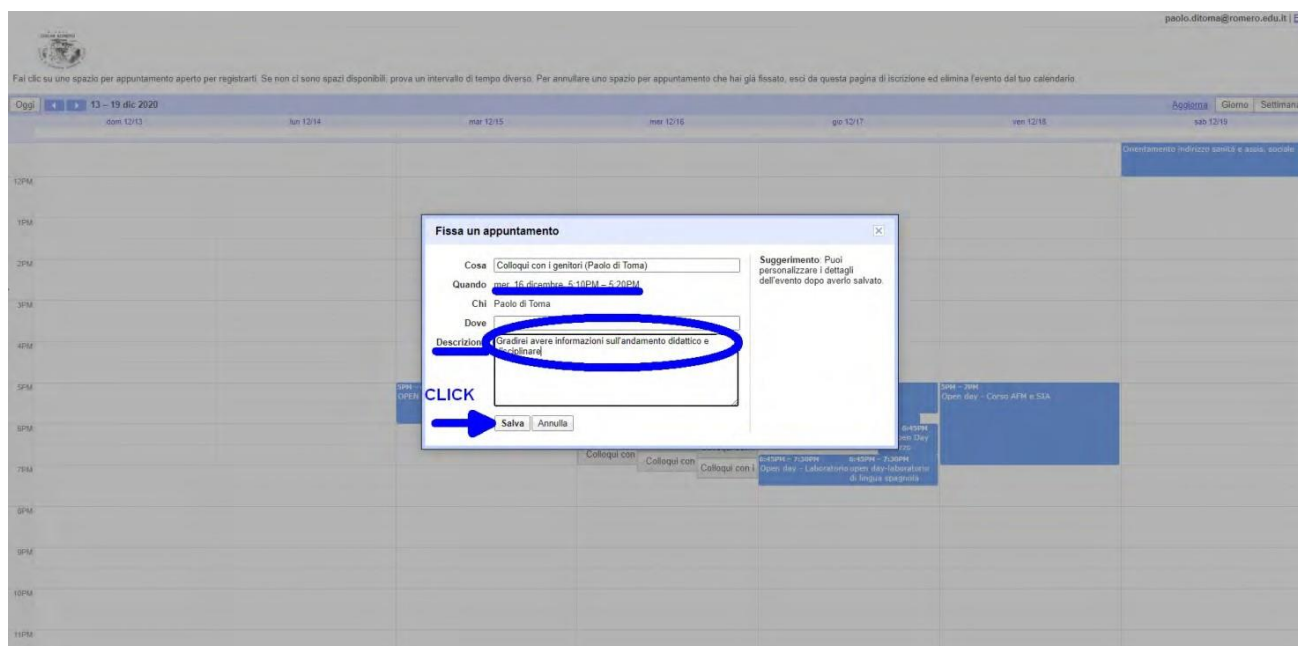 paolo.ditoma@romero.edu.it |
Fai clic su uno spazio per appuntamento aperto per registrarti. Se non ci sono spazi disponibili, prova un intervallo di tempo diverso. Per annullare uno spazio per appuntamento che hai già fissato, esci da questa pagina di iscrizione ed elimina l'evento dal tuo calendario.
Oggi 13 – 19 dic 2020 Aggiorna Giorno Settimana
dom 12/13 lun 12/14 mar 12/15 mer 12/16 gio 12/17 ven 12/18 sab 12/19
Orientamento indirizzo sanità e assis. sociale
12PM
1PM
Fissa un appuntamento
Cosa Colloqui con i genitori (Paolo di Toma)
Suggerimento: Puoi personalizzare i dettagli dell'evento dopo averlo salvato.
2PM
Quando mer, 16 dicembre, 5:10PM – 5:20PM
Chi Paolo di Toma
3PM
Dove
Descrizione Gradirei avere informazioni sull'andamento didattico e
disciplinare
4PM
5PM
5PM –
OPEN
CLICK
5PM – 7PM
Open day - Corso AFM e SIA
Salva Annulla
6PM
Colloqui con
Colloqui con
Colloqui con i
6:45PM – 7:30PM
Open day - Laboratorio
6:45PM – 7:30PM
open day-laboratorio
di lingua spagnola
7PM
8PM
9PM
10PM
11PM